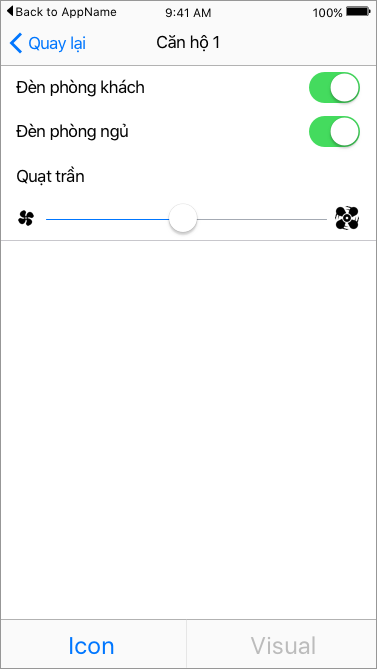 Back to AppName 9:41 AM 100%
Quay lại Căn hộ 1
Đèn phòng khách
Đèn phòng ngủ
Quạt trần
Icon Visual